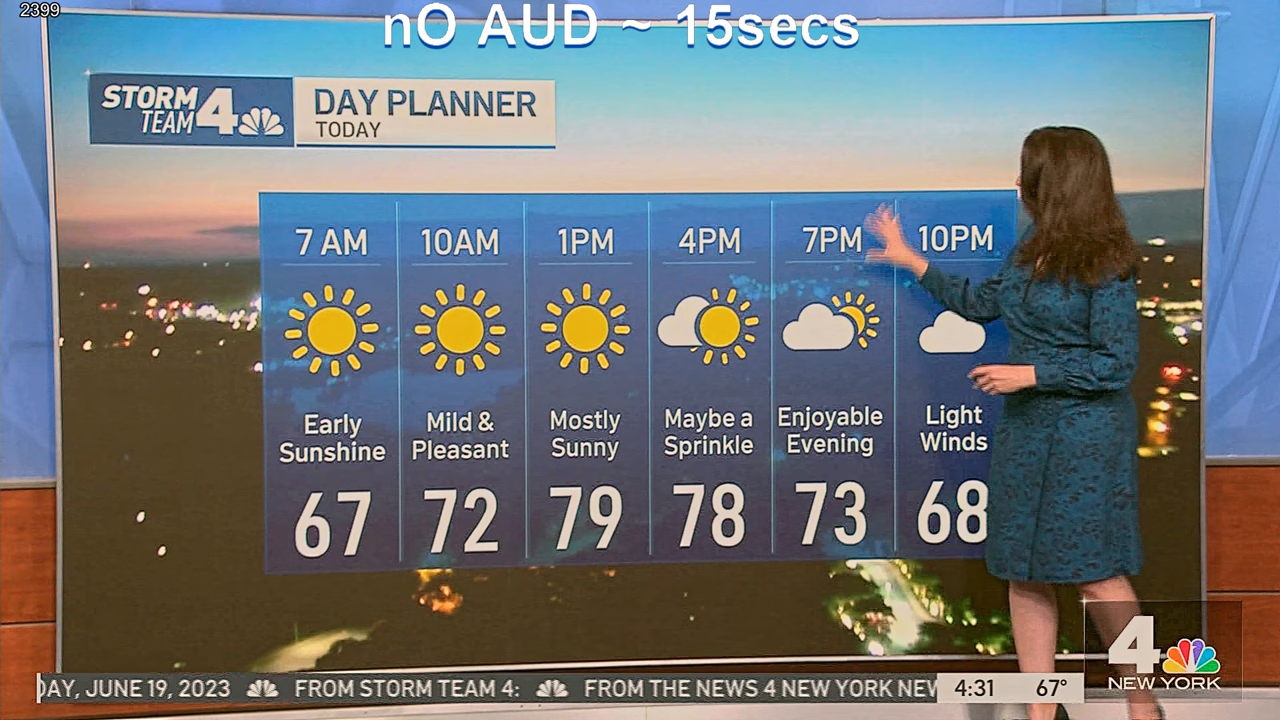 2399
nO AUD ~ 15secs
STORM TEAM 4
DAY PLANNER
TODAY
7 AM
10AM
1PM
4PM
7PM
10PM
Early Sunshine
Mild & Pleasant
Mostly Sunny
Maybe a Sprinkle
Enjoyable Evening
Light Winds
67
72
79
78
73
68
4
NEW YORK
DAY, JUNE 19, 2023 FROM STORM TEAM 4: FROM THE NEWS 4 NEW YORK NEW
4:31 67°